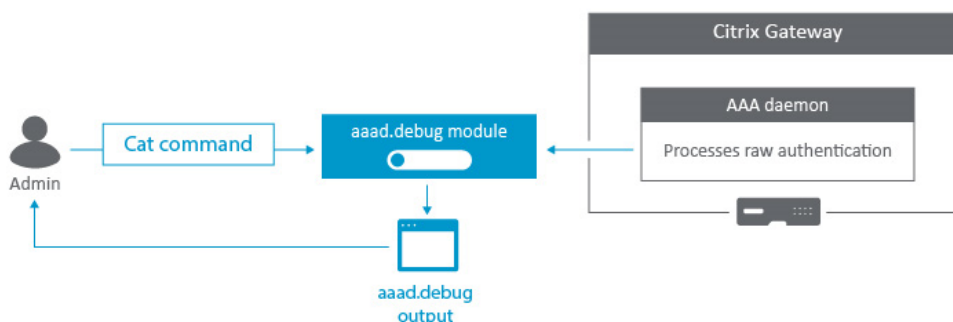 Citrix Gateway
AAA daemon
Processes raw authentication
aaad.debug module
Cat command
Admin
aaad.debug
output